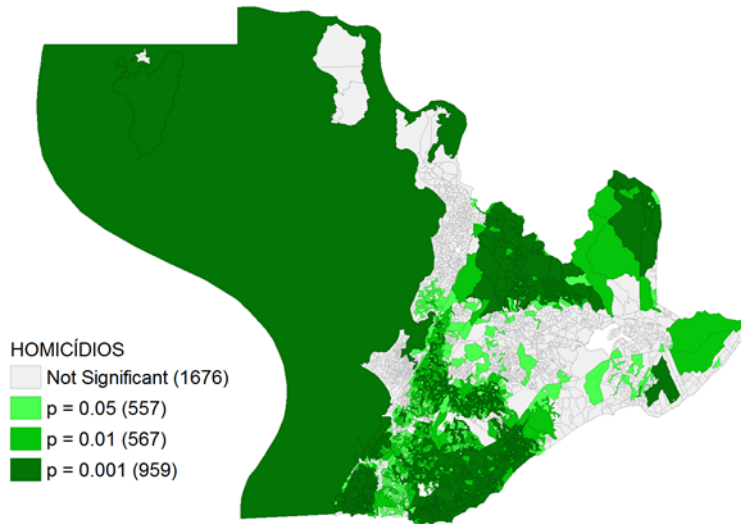 HOMICÍDIOS
Not Significant (1676)
p = 0.05 (557)
p = 0.01 (567)
p = 0.001 (959)